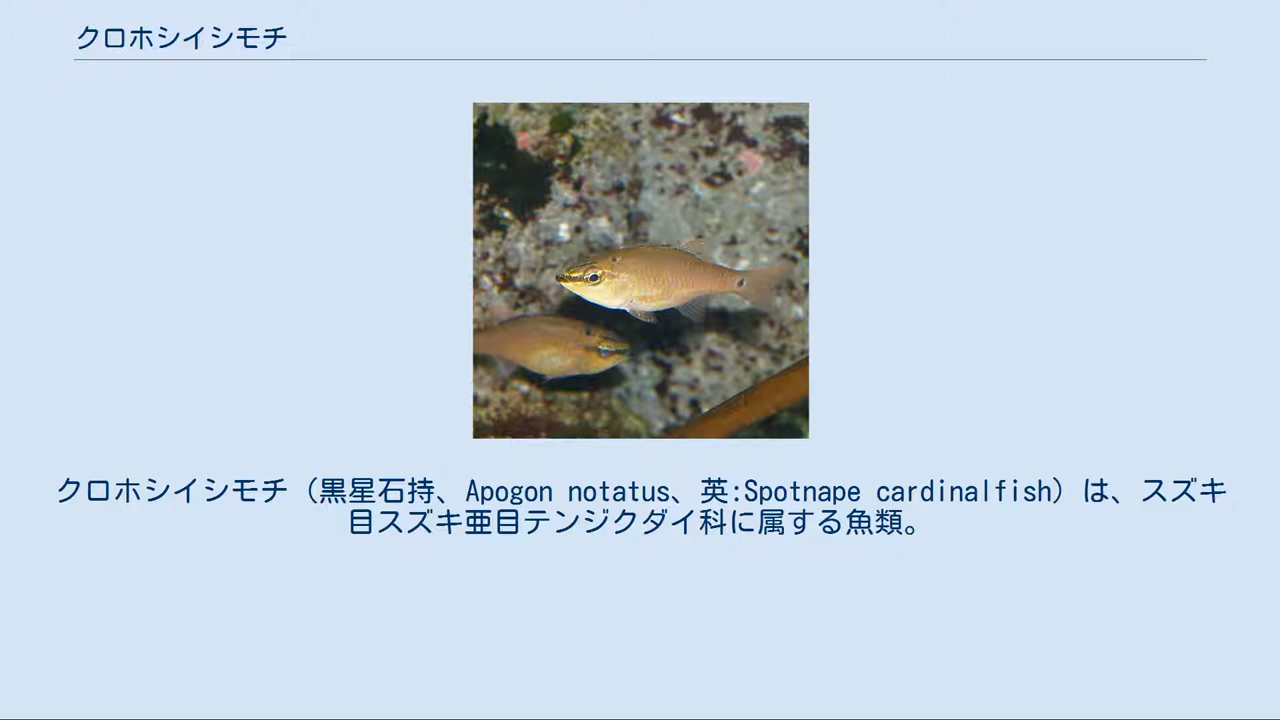 クロホシイシモチ
クロホシイシモチ（黒星石持、Apogon notatus、英:Spotnape cardinalfish）は、スズキ
目スズキ亜目テンジクダイ科に属する魚類。